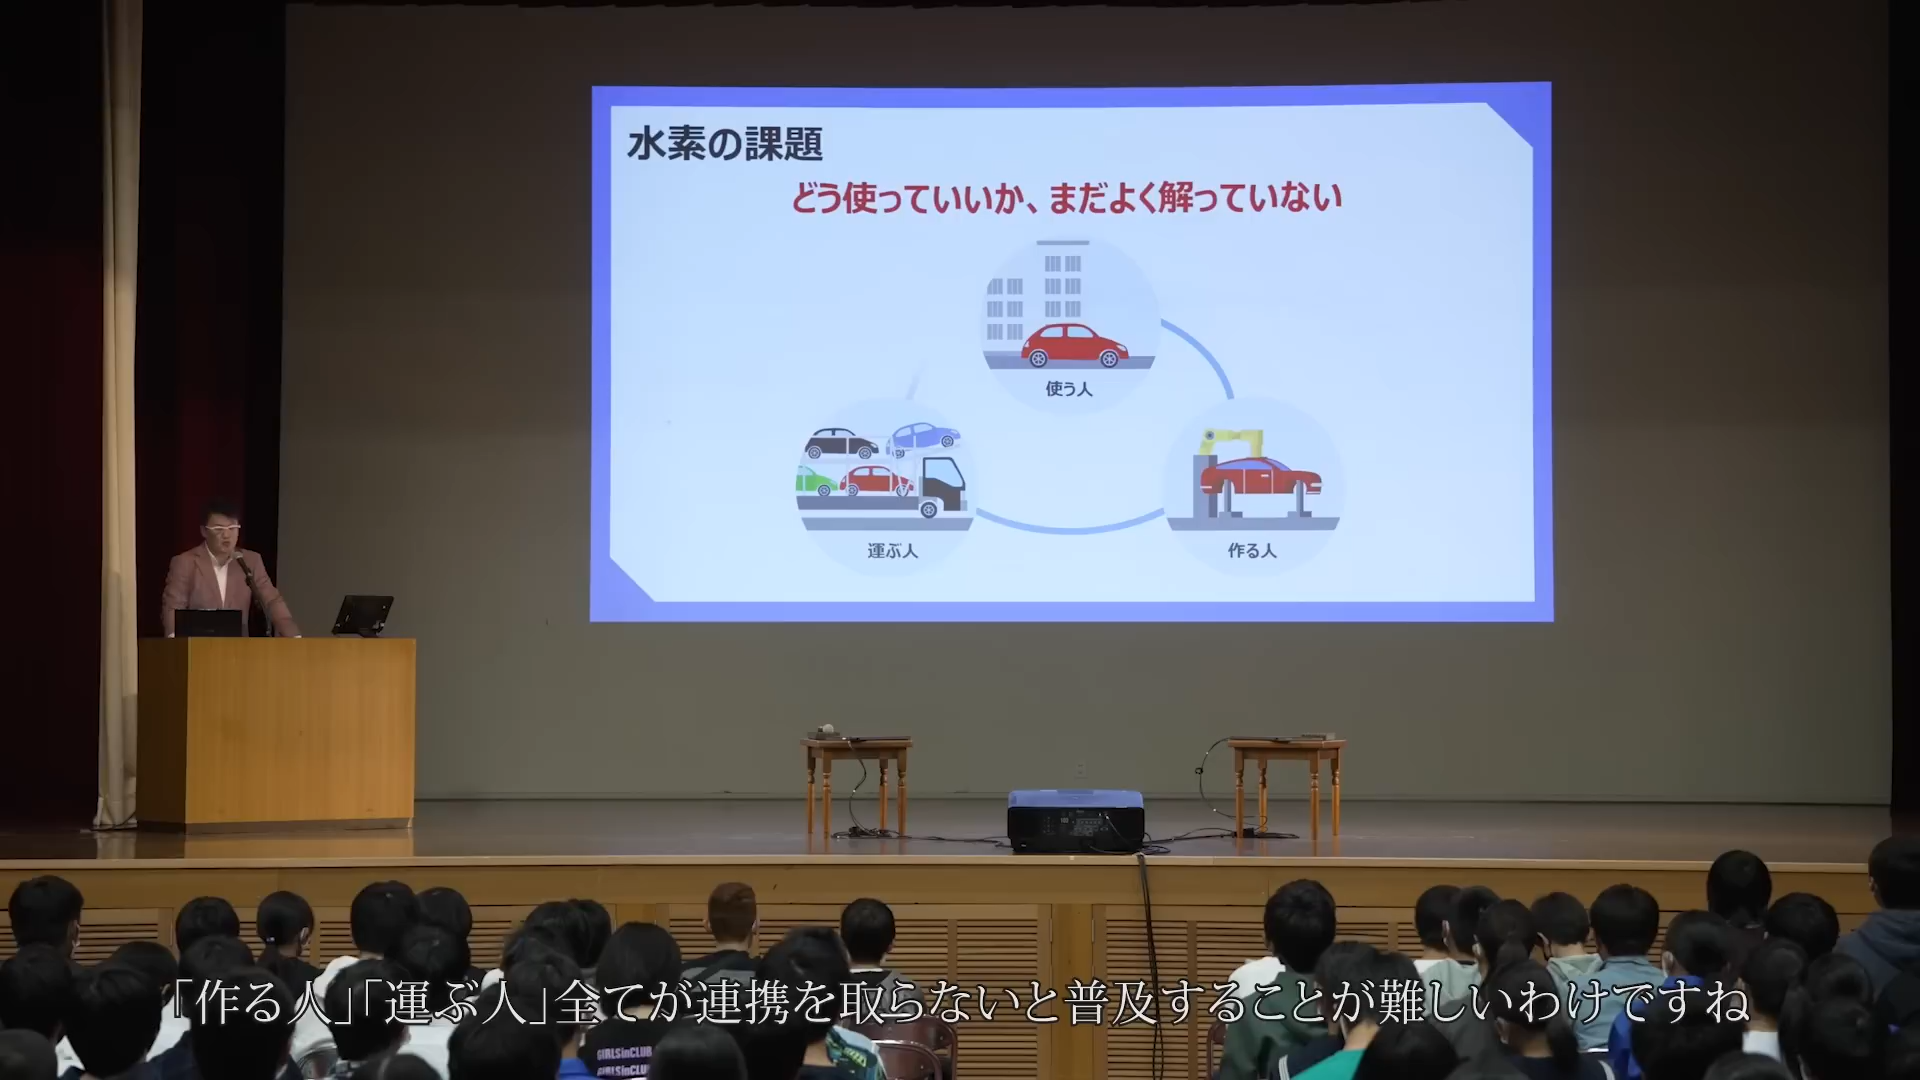 水素の課題
どう使っていいか、まだよく解っていない
使う人
運ぶ人
作る人
「作る人」「運ぶ人」全てが連携を取らないと普及することが難しいわけですね
GIRLSinCLUB
GIRLSinCLUB